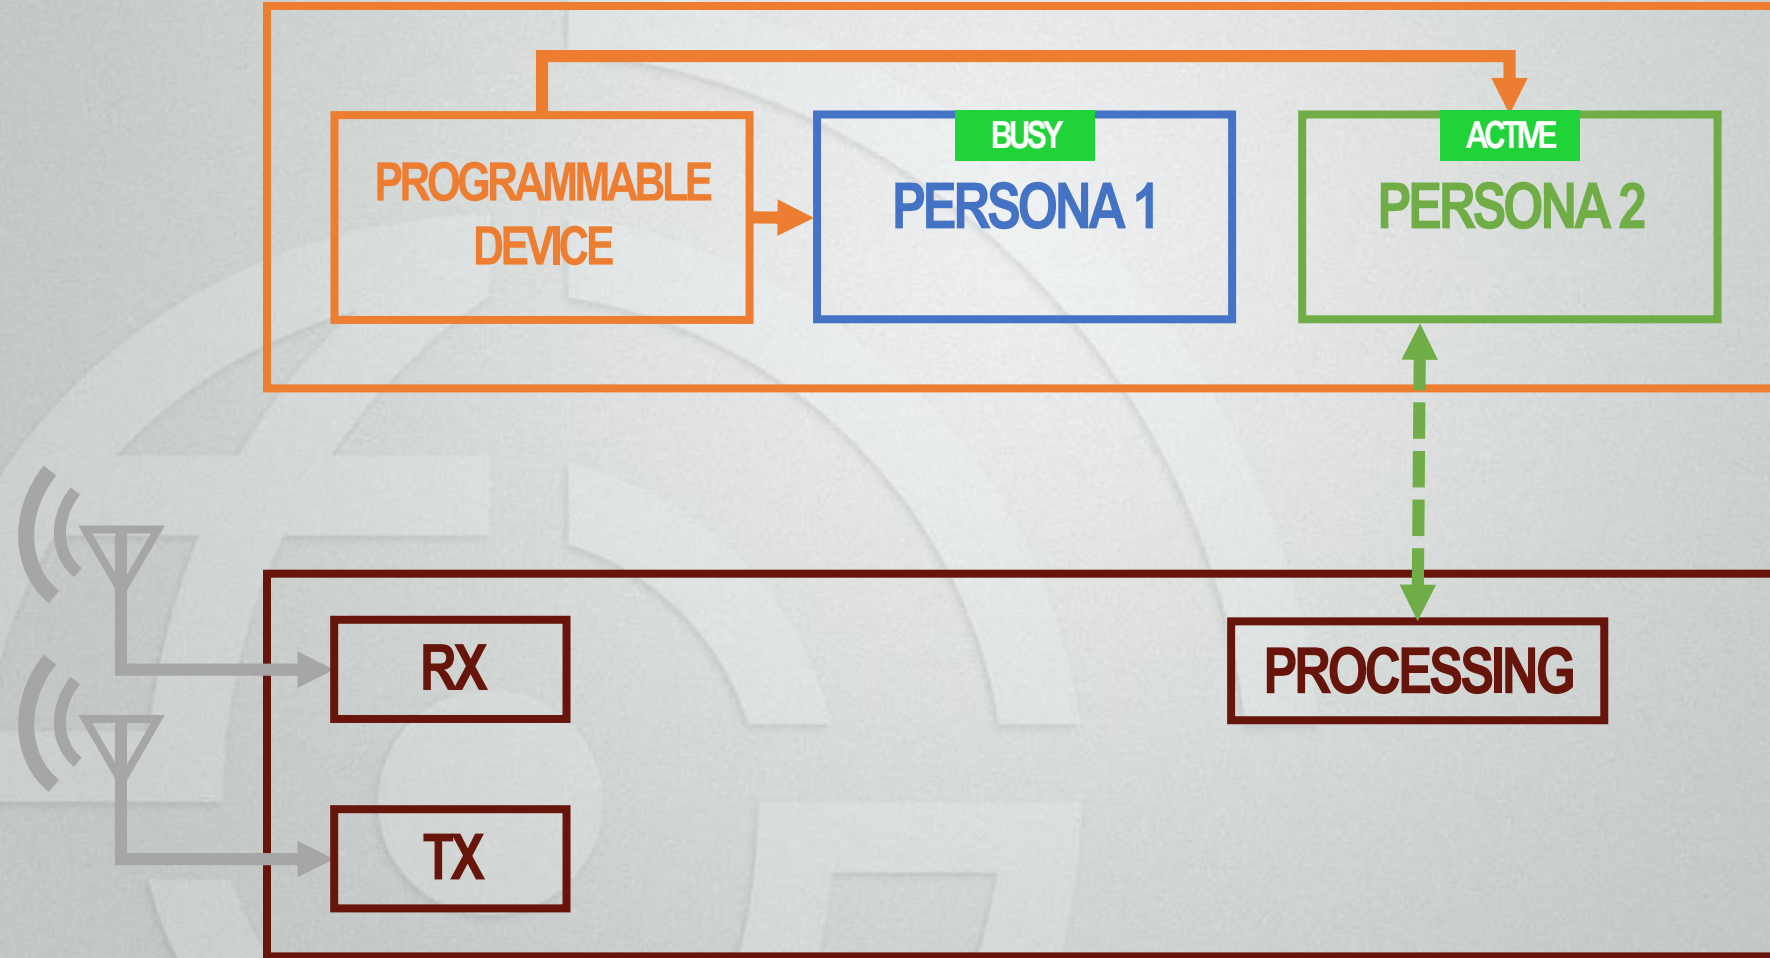 BUSY
ACTIVE
PROGRAMMABLE
DEVICE
PERSONA 1
PERSONA 2
RX
PROCESSING
TX